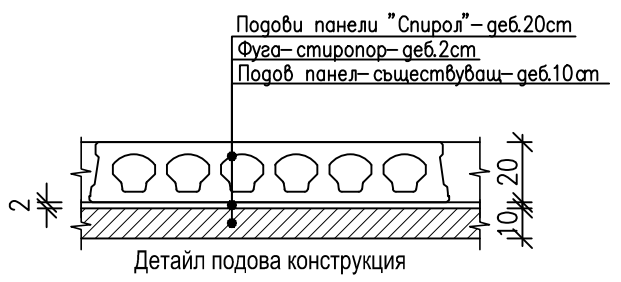 Подови панели "Спирол"-деб.20cm
Фуга-стиропор-деб.2cm
Подов панел-съществуващ-деб.10cm
2
20
10
Детайл подова конструкция